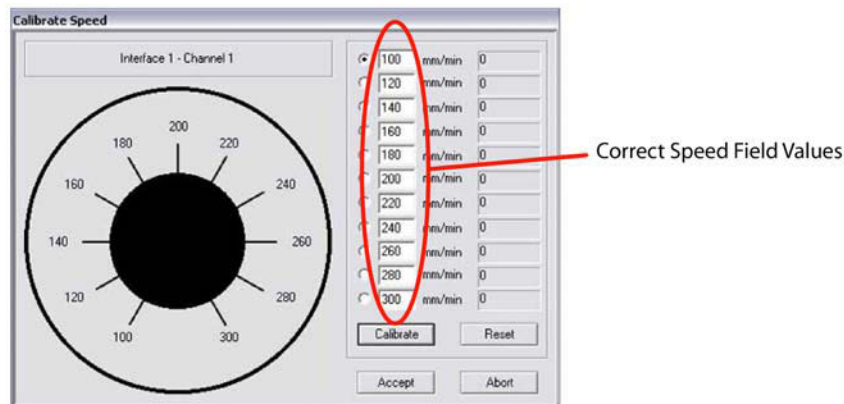 Calibrate Speed
Interface 1 - Channel 1
200
180 220
160 240
140 260
120 280
100 300
100 mm/min 0
120 mm/min 0
140 mm/min 0
160 mm/min 0
180 mm/min 0
200 mm/min 0
220 mm/min 0
240 mm/min 0
260 mm/min 0
280 mm/min 0
300 mm/min 0
Calibrate Reset
Accept Abort
Correct Speed Field Values